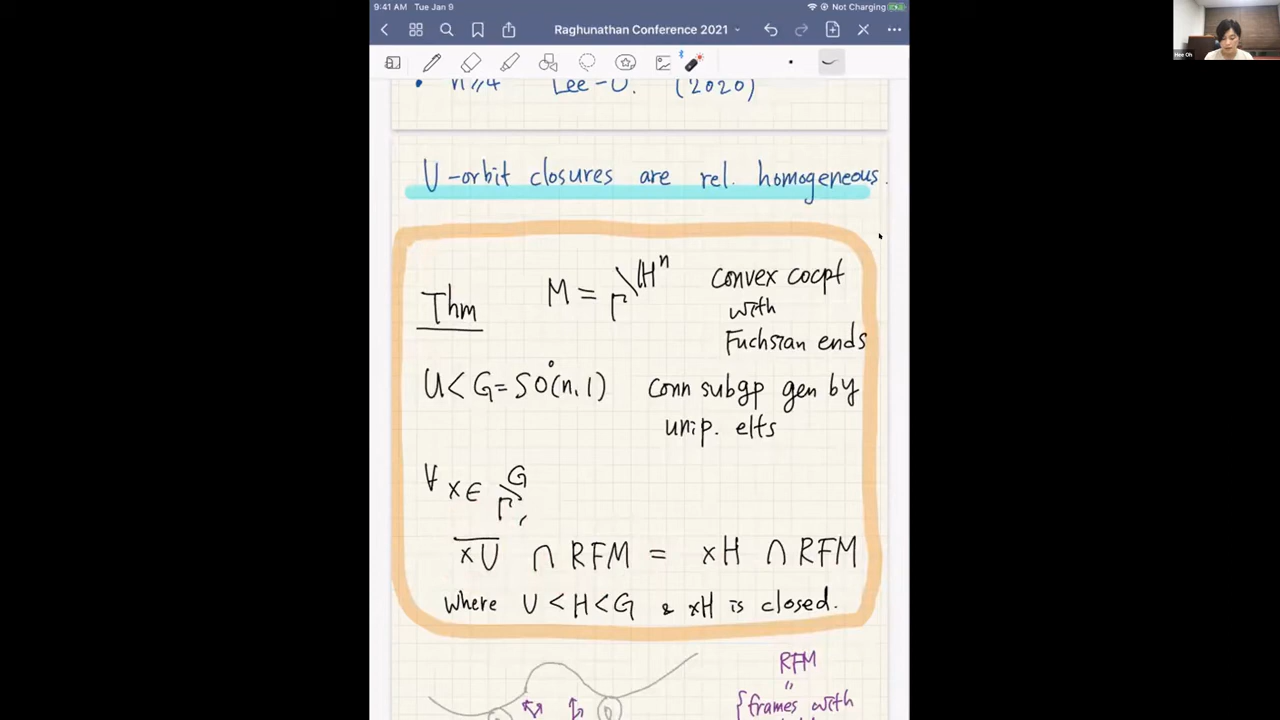 9:41 AM Tue Jan 9
Not Charging
Raghunathan Conference 2021
Hee Oh
• n≥4 Lee-O. (2020)
U-orbit closures are rel. homogeneous.
Thm M = Γ\ℍⁿ convex cocpt
with
Fuchsian ends
U < G = SO°(n,1) conn subgp gen by
unip. elts
∀ x ∈ Γ\G,
x̅U̅ ∩ RFM = xH ∩ RFM
where U < H < G & xH is closed.
RFM
"
{frames with